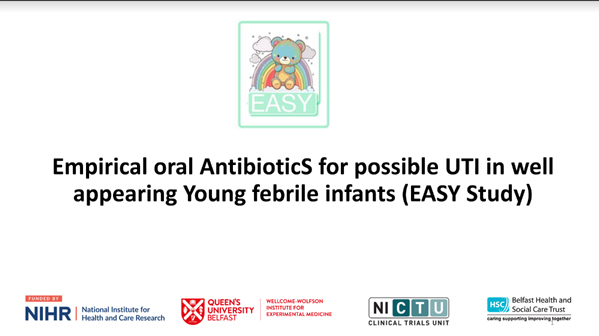 EASY
Empirical oral AntibioticS for possible UTI in well
appearing Young febrile infants (EASY Study)
FUNDED BY
NIHR | National Institute for
Health and Care Research
QUEEN'S
UNIVERSITY
BELFAST
WELLCOME-WOLFSON
INSTITUTE FOR
EXPERIMENTAL MEDICINE
NICTU
CLINICAL TRIALS UNIT
HSC Belfast Health and
Social Care Trust
caring supporting improving together
1